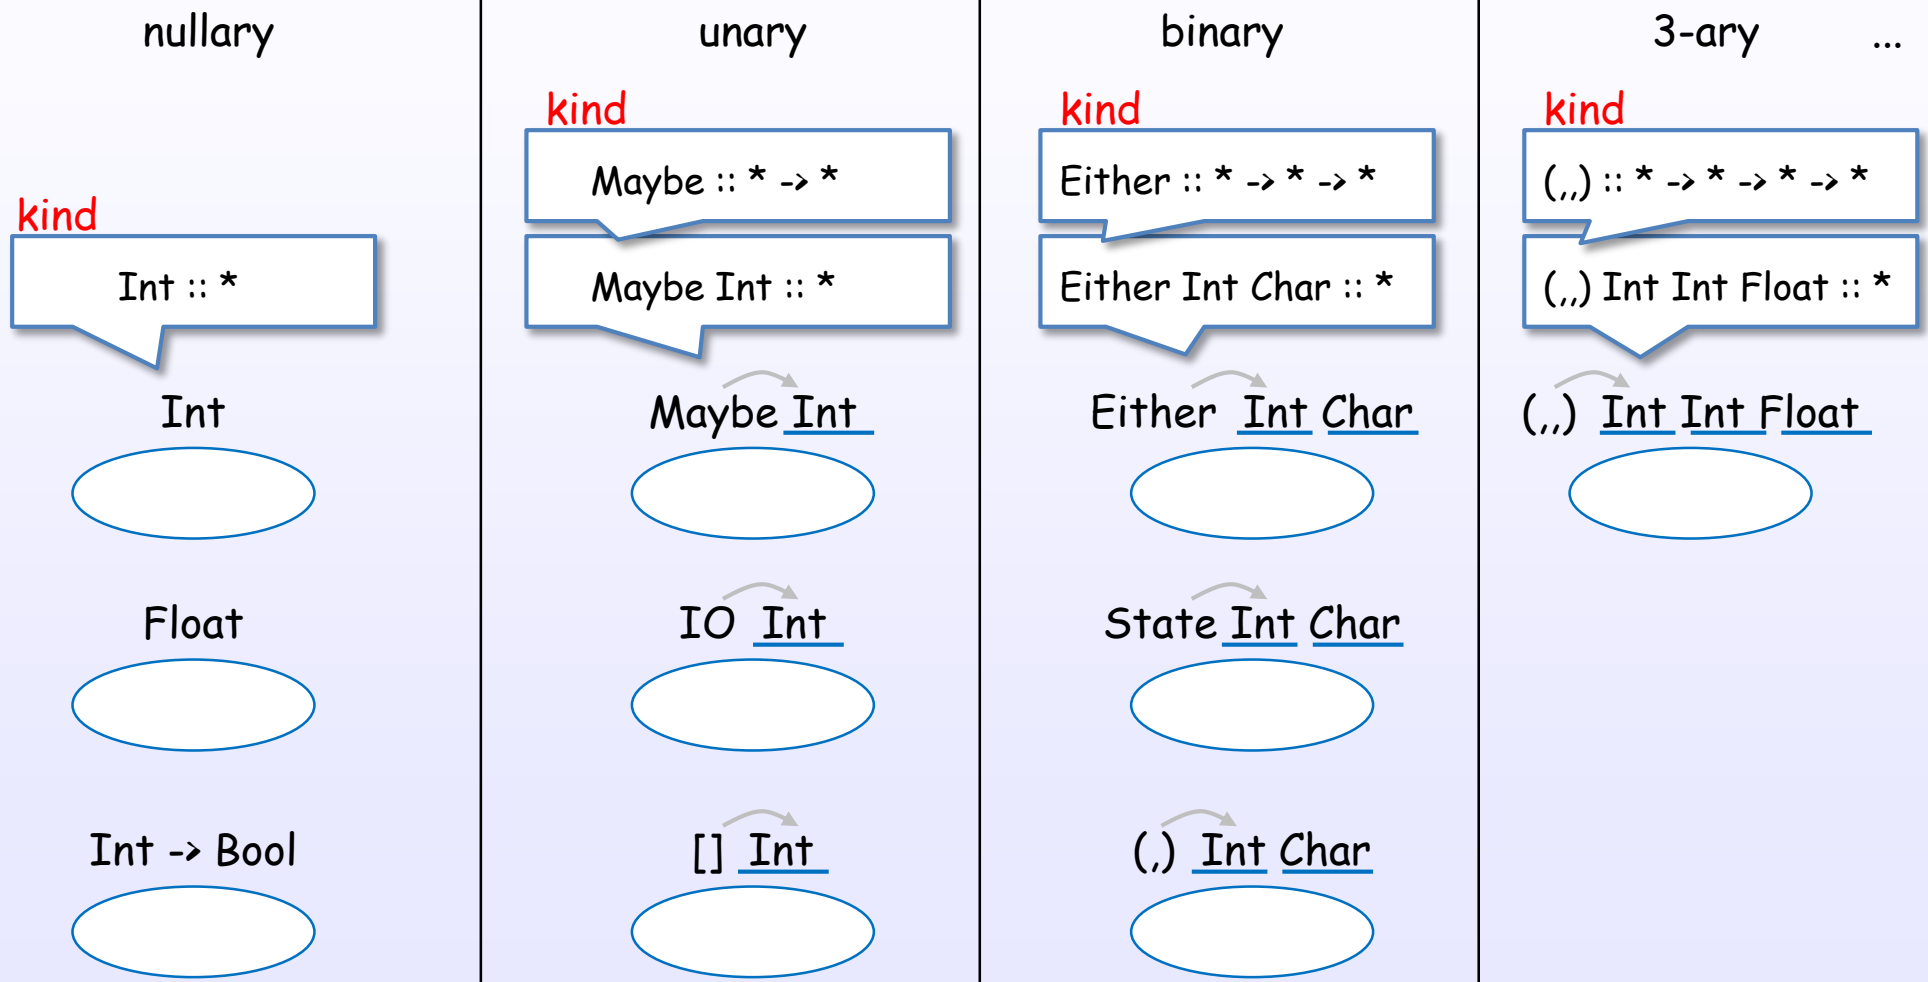 nullary
kind
Int :: *
Int
Float
Int -> Bool
unary
kind
Maybe :: * -> *
Maybe Int :: *
Maybe Int
IO Int
[] Int
binary
kind
Either :: * -> * -> *
Either Int Char :: *
Either Int Char
State Int Char
(,) Int Char
3-ary ...
kind
(,,) :: * -> * -> * -> *
(,,) Int Int Float :: *
(,,) Int Int Float